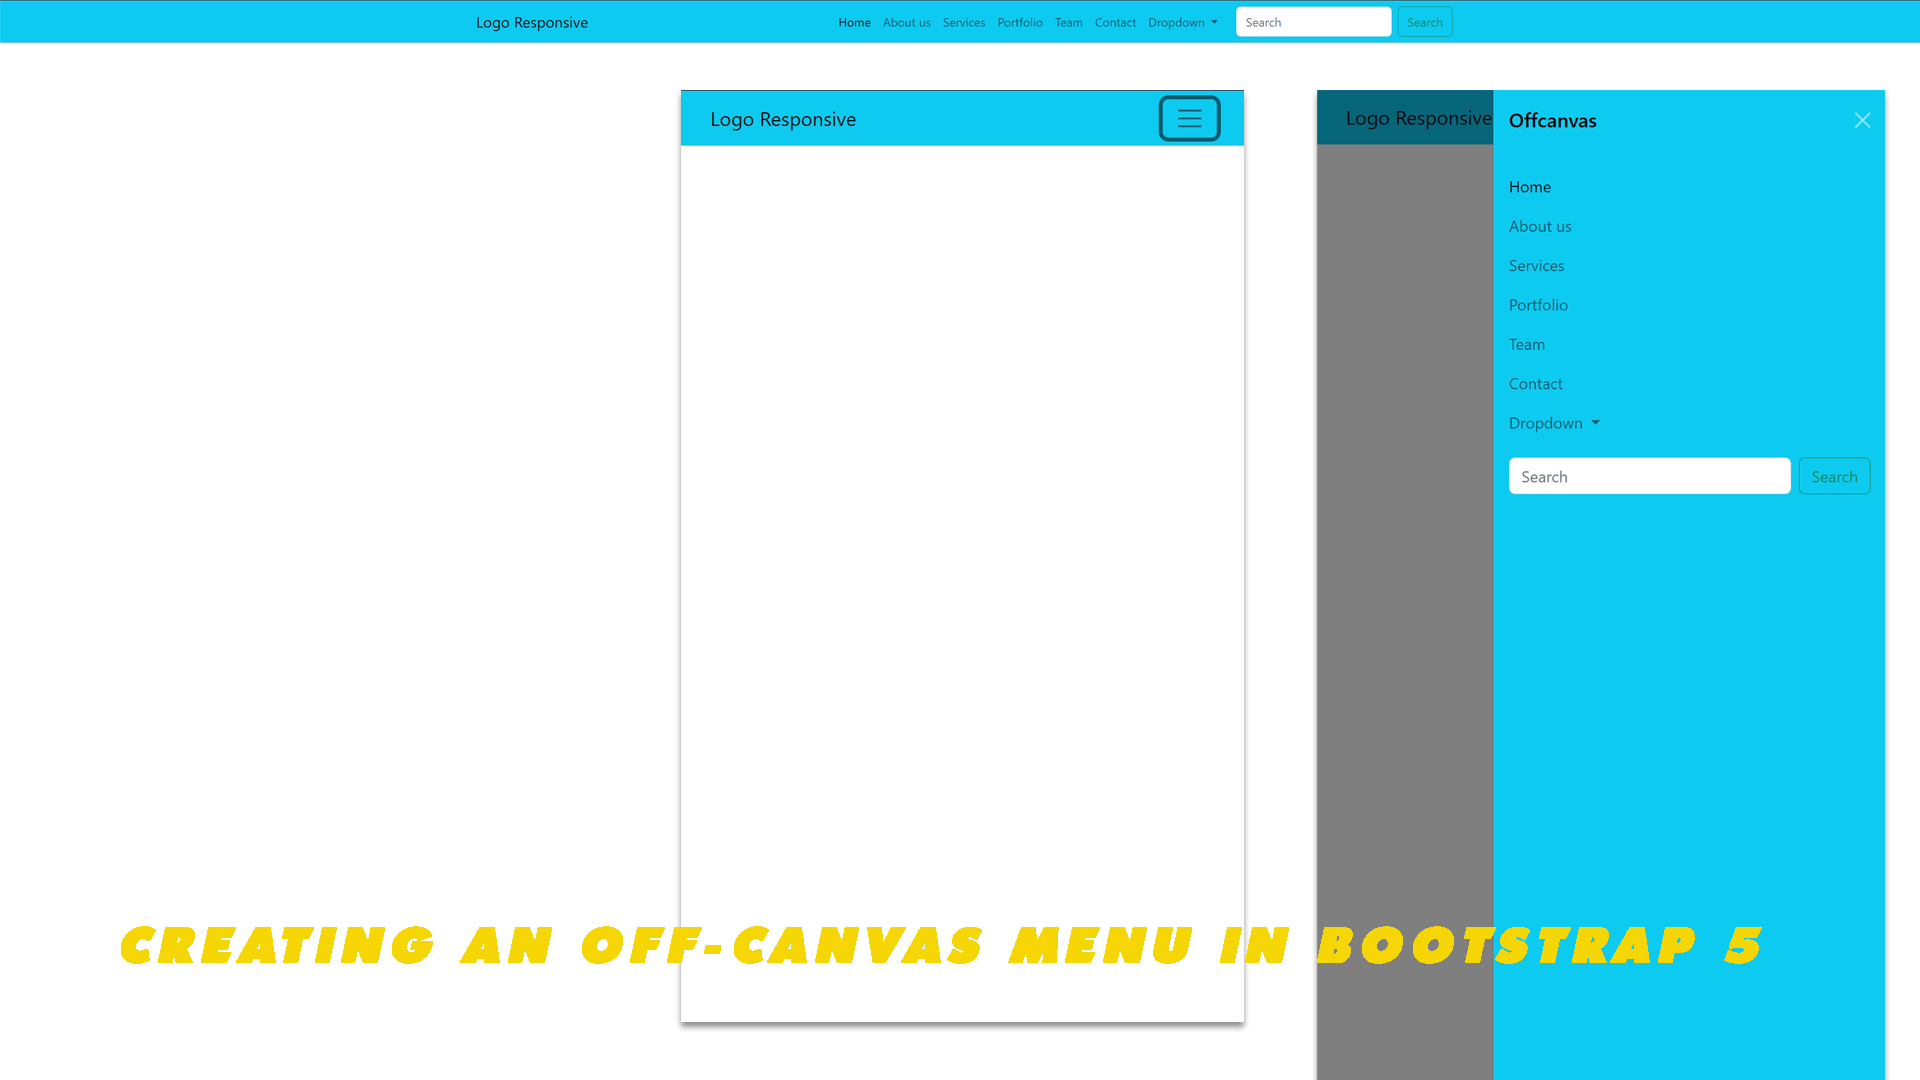 Logo Responsive Home About us Services Portfolio Team Contact Dropdown Search Search
Logo Responsive
Logo Responsive
Offcanvas
Home
About us
Services
Portfolio
Team
Contact
Dropdown
Search Search
CREATING AN OFF-CANVAS MENU IN BOOTSTRAP 5